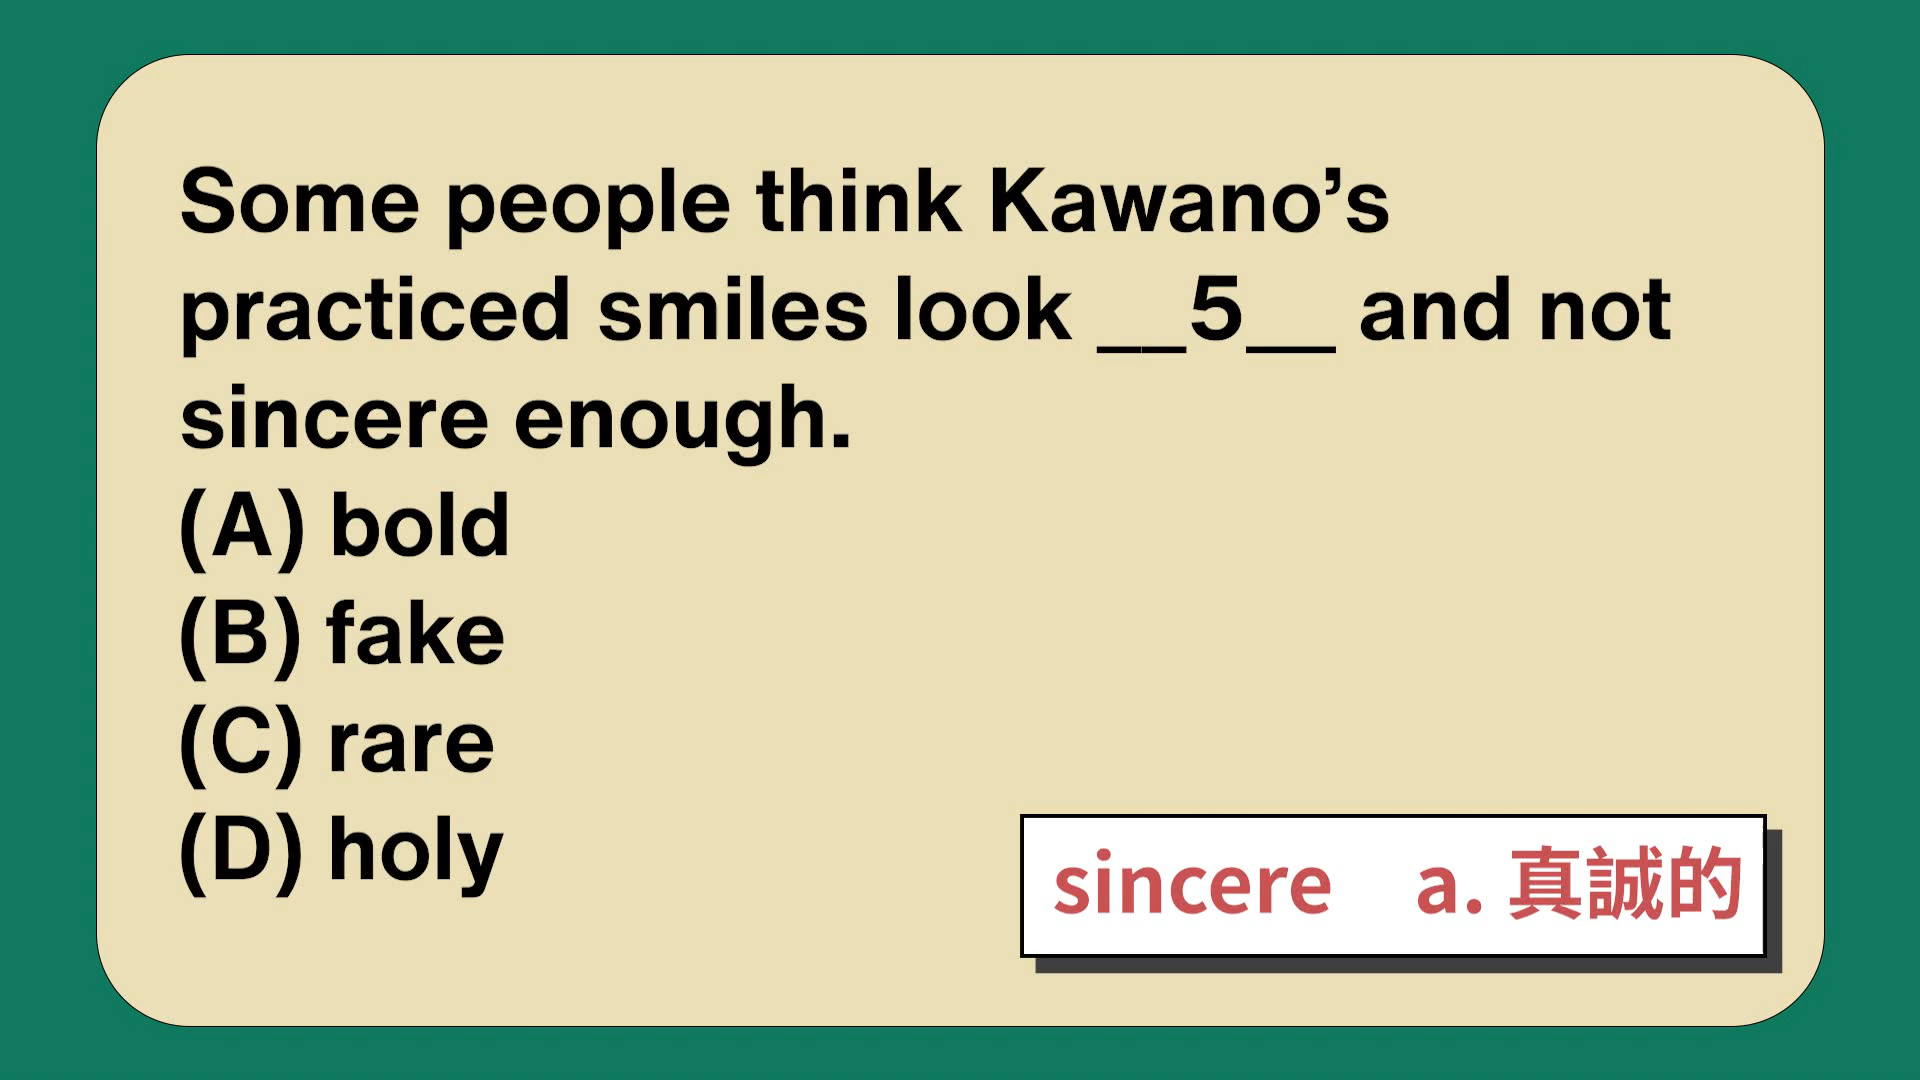 Some people think Kawano’s
practiced smiles look __5__ and not
sincere enough.
(A) bold
(B) fake
(C) rare
(D) holy
sincere a. 真誠的